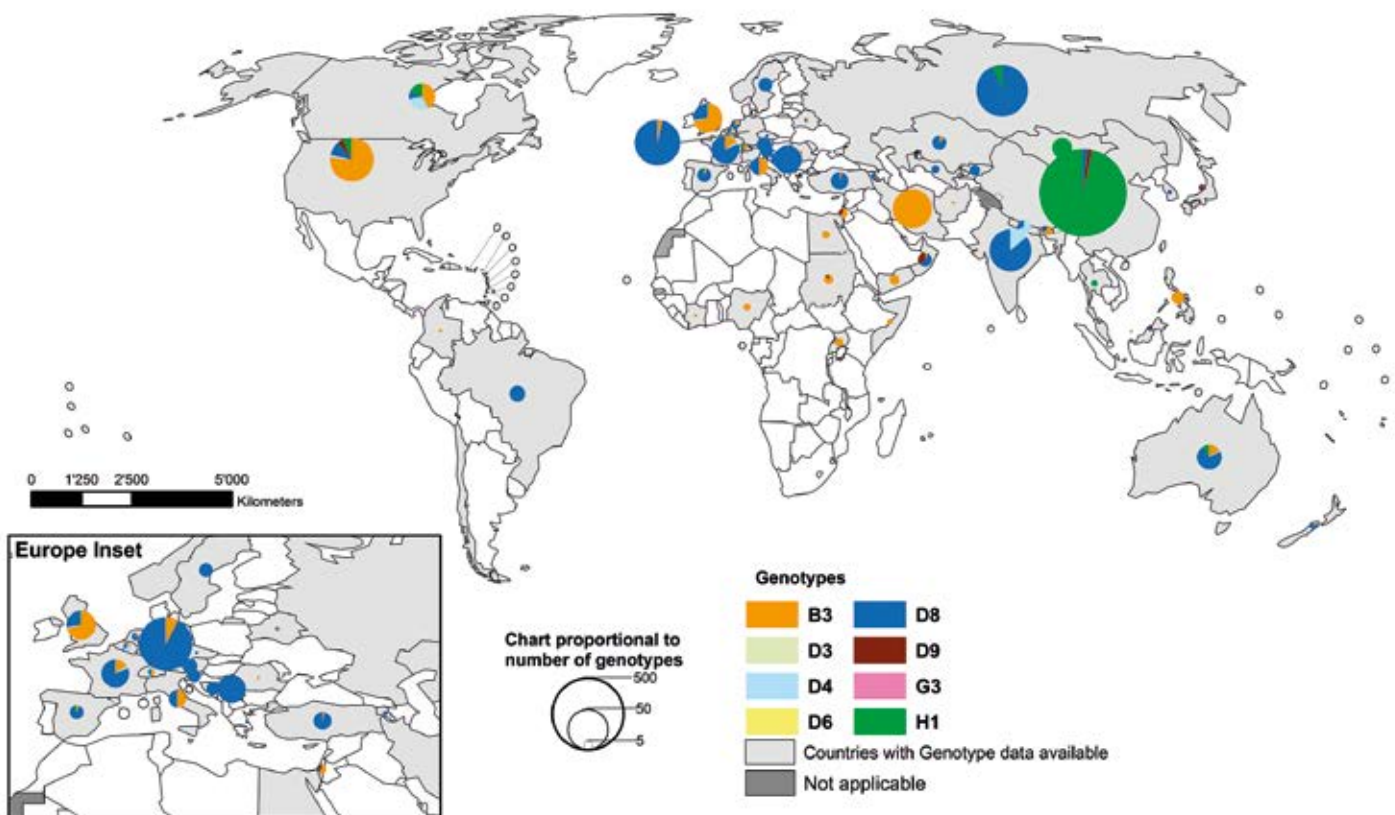 0 1'250 2'500 5'000
Kilometers
Europe Inset
Chart proportional to
number of genotypes
500
50
5
Genotypes
B3 D8
D3 D9
D4 G3
D6 H1
Countries with Genotype data available
Not applicable